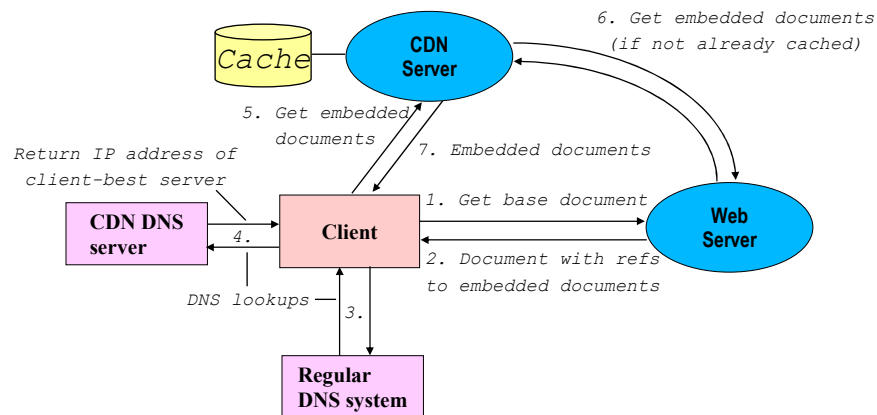 6. Get embedded documents
(if not already cached)
CDN
Server
Cache
5. Get embedded
documents
7. Embedded documents
Return IP address of
client-best server
1. Get base document
CDN DNS
server
4.
Client
Web
Server
2. Document with refs
to embedded documents
DNS lookups
3.
Regular
DNS system